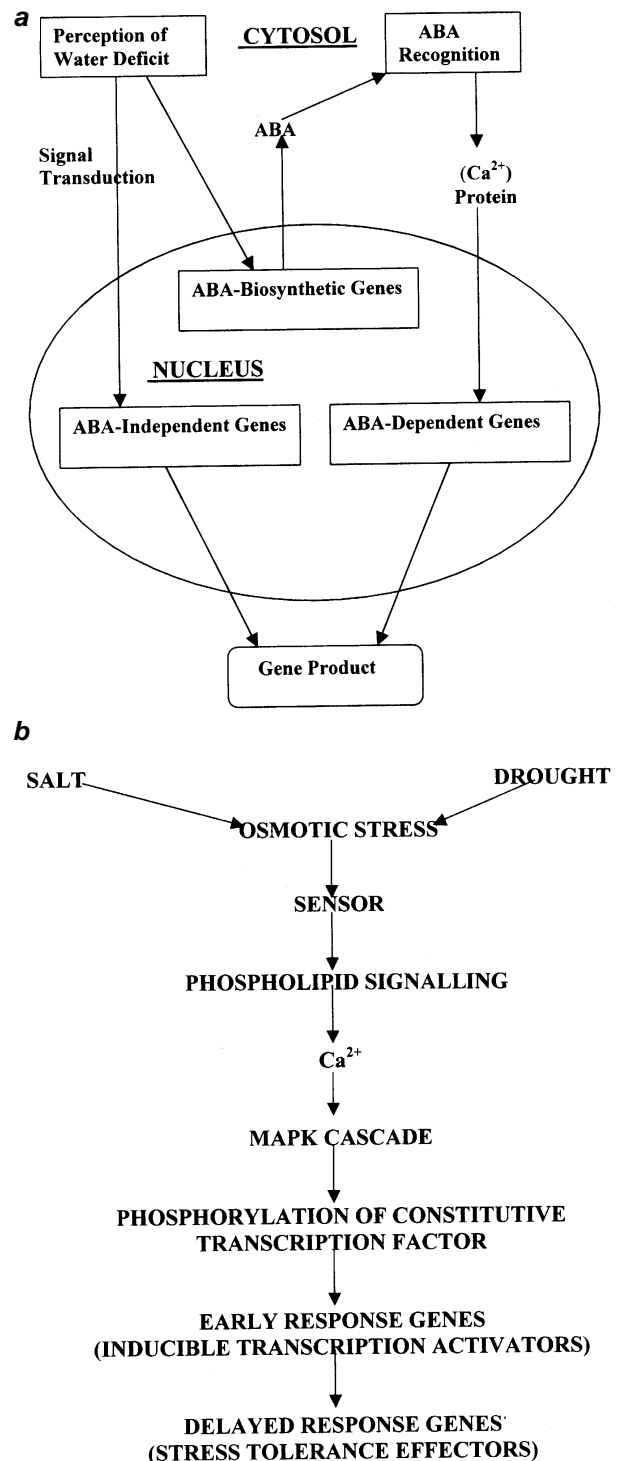 a
Perception of
Water Deficit
CYTOSOL
ABA
Recognition
ABA
Signal
Transduction
(Ca²⁺)
Protein
ABA-Biosynthetic Genes
NUCLEUS
ABA-Independent Genes
ABA-Dependent Genes
Gene Product
b
SALT
DROUGHT
OSMOTIC STRESS
SENSOR
PHOSPHOLIPID SIGNALLING
Ca²⁺
MAPK CASCADE
PHOSPHORYLATION OF CONSTITUTIVE
TRANSCRIPTION FACTOR
EARLY RESPONSE GENES
(INDUCIBLE TRANSCRIPTION ACTIVATORS)
DELAYED RESPONSE GENES
(STRESS TOLERANCE EFFECTORS)